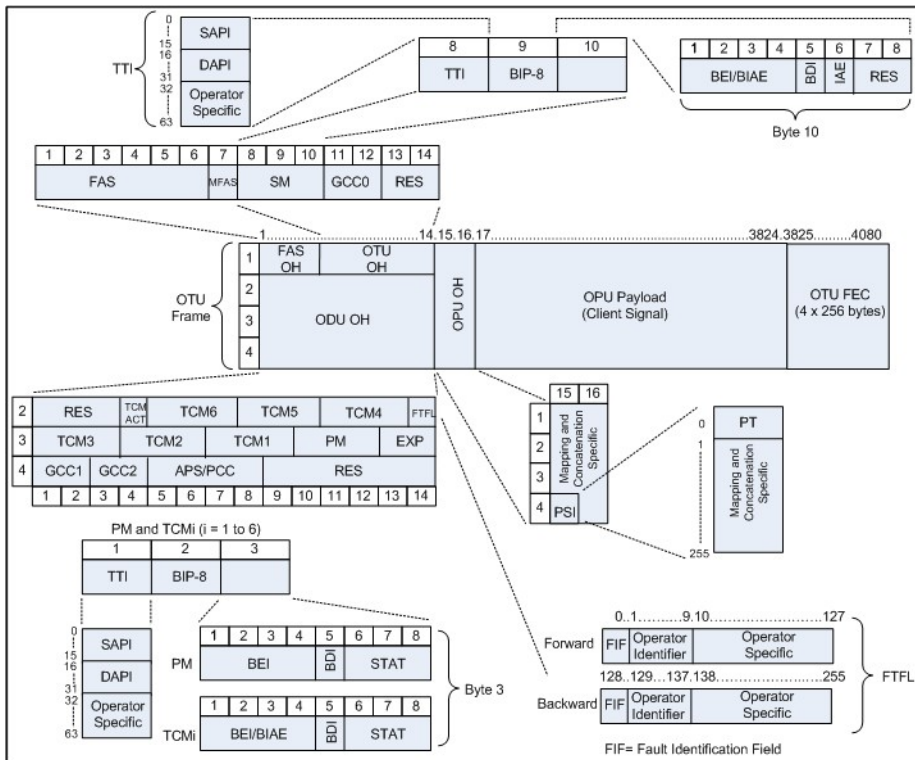 0
15
16
31
32
63
TTI
SAPI
DAPI
Operator
Specific
8 9 10
TTI BIP-8
1 2 3 4 5 6 7 8
BEI/BIAE BDI IAE RES
Byte 10
1 2 3 4 5 6 7 8 9 10 11 12 13 14
FAS MFAS SM GCC0 RES
1..............................14.15.16.17..............................................3824.3825.........4080
OTU
Frame
1
2
3
4
FAS
OH
OTU
OH
ODU OH
OPU OH
OPU Payload
(Client Signal)
OTU FEC
(4 x 256 bytes)
2 RES TCM ACT TCM6 TCM5 TCM4 FTFL
3 TCM3 TCM2 TCM1 PM EXP
4 GCC1 GCC2 APS/PCC RES
1 2 3 4 5 6 7 8 9 10 11 12 13 14
15 16
1
2
3
4
Mapping and
Concatenation
Specific
PSI
0
1
255
PT
Mapping and
Concatenation
Specific
PM and TCMi (i = 1 to 6)
1 2 3
TTI BIP-8
0
15
16
31
32
63
SAPI
DAPI
Operator
Specific
1 2 3 4 5 6 7 8
PM BEI BDI STAT
1 2 3 4 5 6 7 8
TCMi BEI/BIAE BDI STAT
Byte 3
0..1.........9.10.......................127
Forward FIF Operator Identifier Operator Specific
128..129....137.138.......................255
Backward FIF Operator Identifier Operator Specific
FTFL
FIF= Fault Identification Field